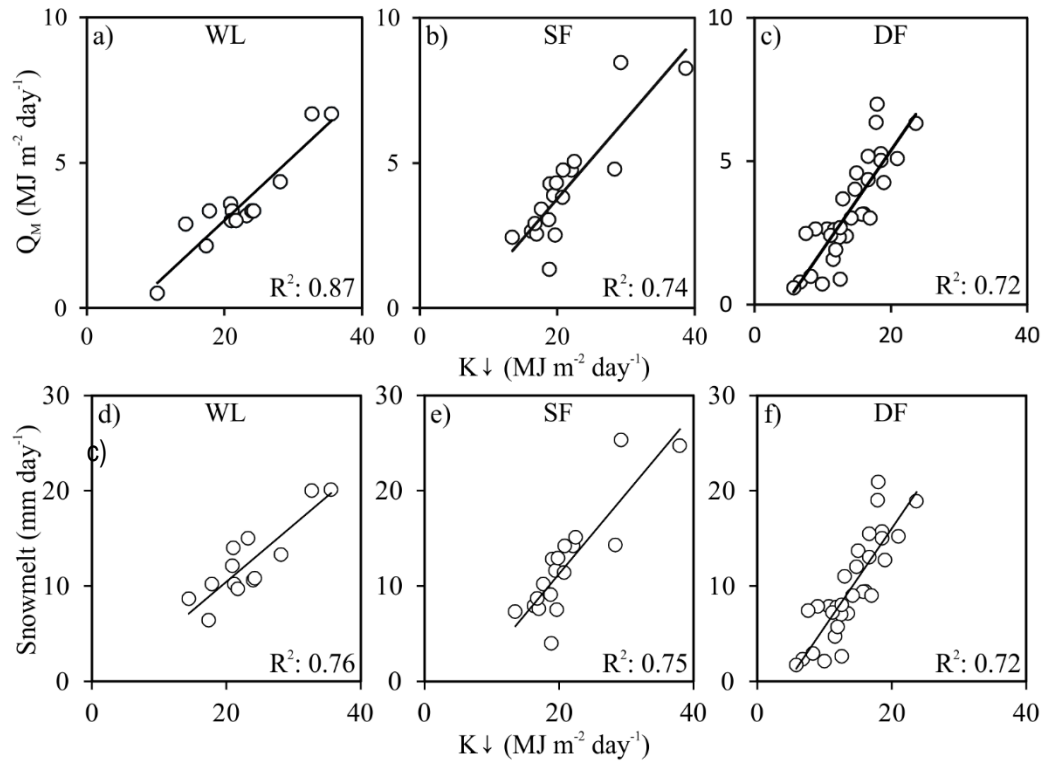 a) WL
b) SF
c) DF
Q_M (MJ m⁻² day⁻¹)
10
5
0
R²: 0.87
10
5
0
R²: 0.74
10
5
0
R²: 0.72
0 20 40
0 20 40
0 20 40
K↓ (MJ m⁻² day⁻¹)
d) WL
e) SF
f) DF
c)
Snowmelt (mm day⁻¹)
30
20
10
0
R²: 0.76
30
20
10
0
R²: 0.75
30
20
10
0
R²: 0.72
0 20 40
0 20 40
0 20 40
K↓ (MJ m⁻² day⁻¹)